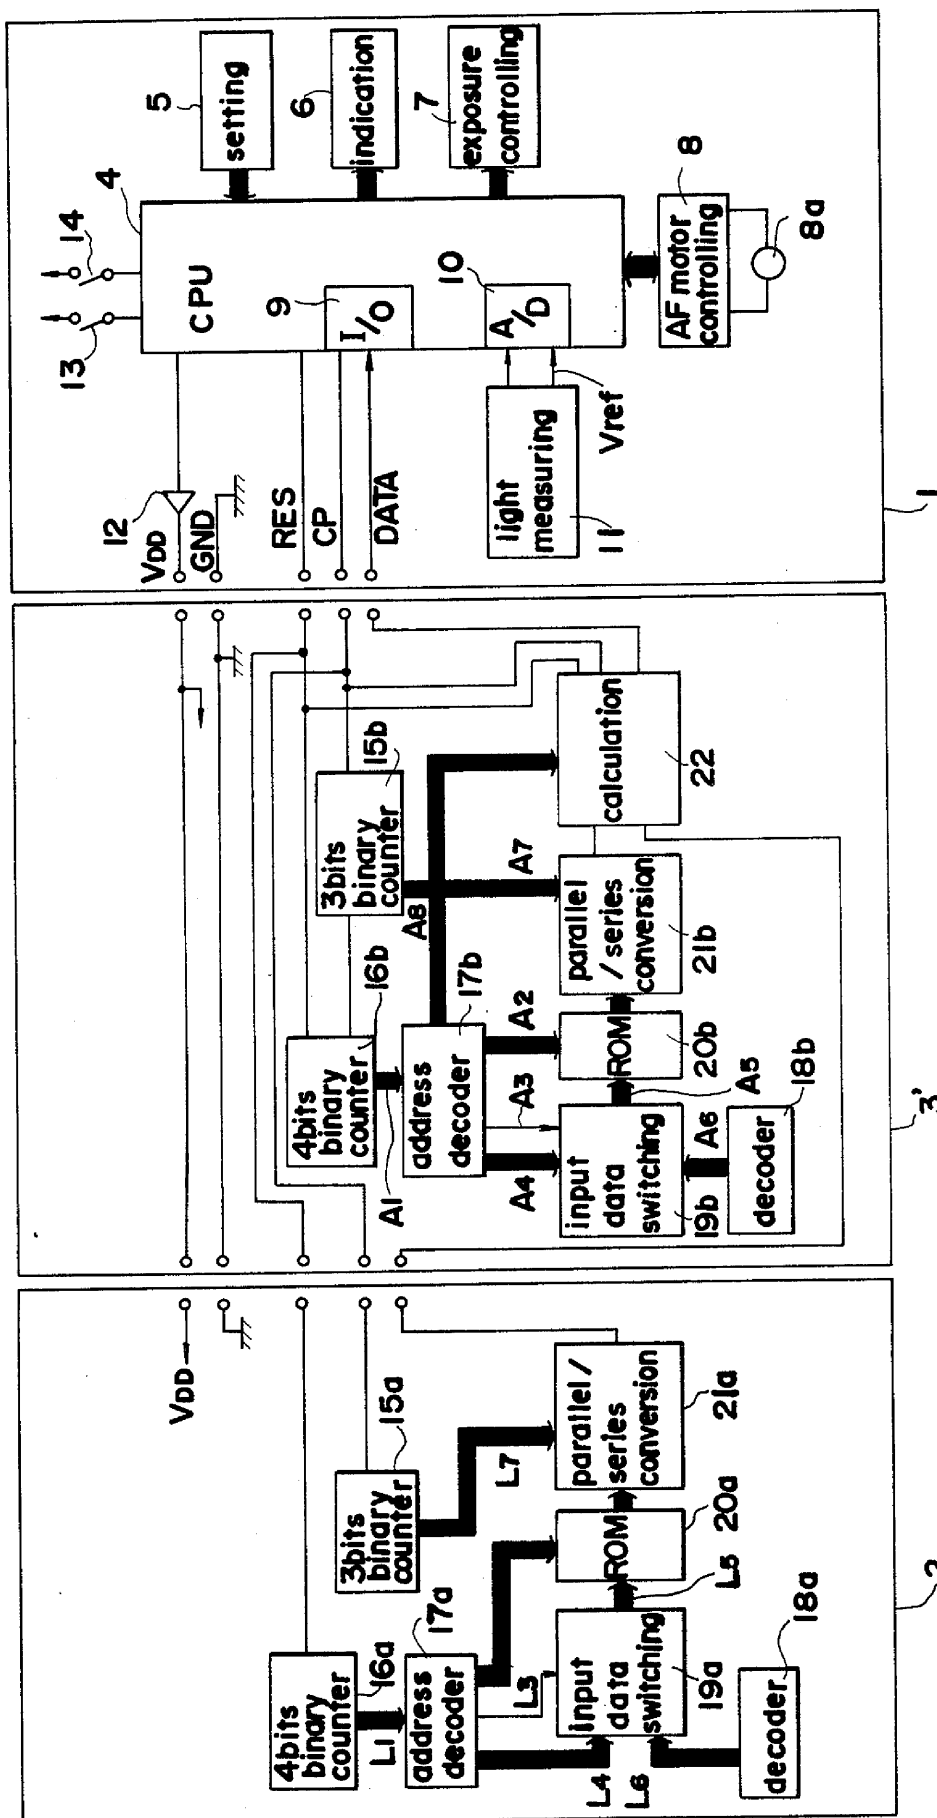 5
setting
6
indication
7
exposure
controlling
4
14
13
CPU
9
I/O
10
A/D
8
AF motor
controlling
8a
12
VDD
GND
RES
CP
DATA
light
measuring
11
Vref
1
3bits
binary
counter
15b
4bits
binary
counter
16b
A1
address
decoder
17b
A8
A7
A2
A3
A4
calculation
22
parallel
/series
conversion
21b
ROM
20b
A5
input
data
switching
19b
A6
decoder
18b
3'
VDD
3bits
binary
counter
15a
4bits
binary
counter
16a
L1
address
decoder
17a
L7
L3
L4
L6
parallel/
series
conversion
21a
ROM
20a
L5
input
data
switching
19a
decoder
18a
2